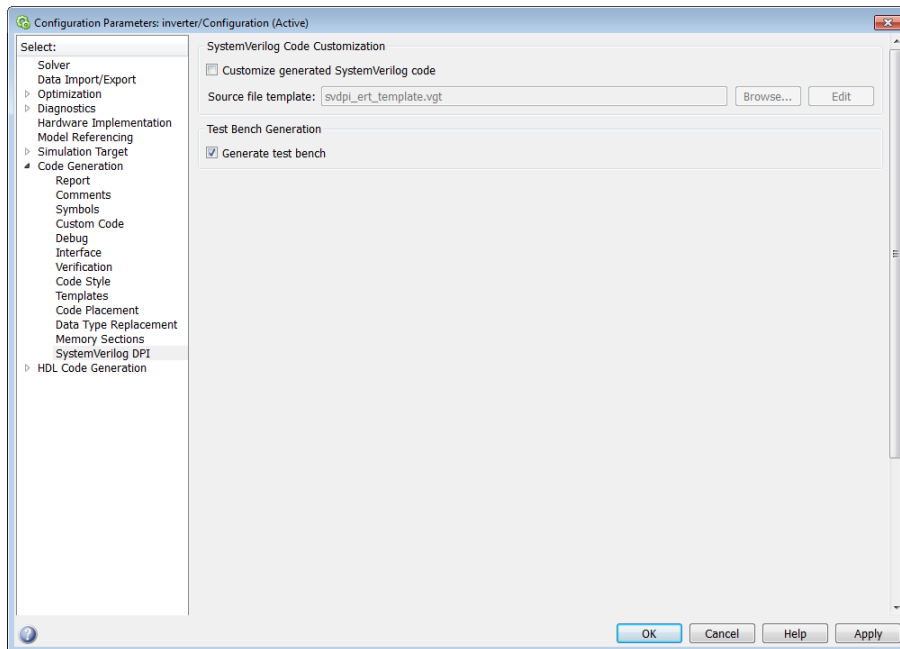 Configuration Parameters: inverter/Configuration (Active)
Select:
Solver
Data Import/Export
Optimization
Diagnostics
Hardware Implementation
Model Referencing
Simulation Target
Code Generation
Report
Comments
Symbols
Custom Code
Debug
Interface
Verification
Code Style
Templates
Code Placement
Data Type Replacement
Memory Sections
SystemVerilog DPI
HDL Code Generation
SystemVerilog Code Customization
Customize generated SystemVerilog code
Source file template: svdpi_ert_template.vgt Browse... Edit
Test Bench Generation
Generate test bench
OK Cancel Help Apply